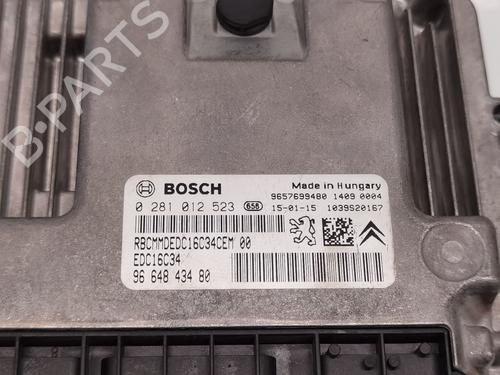 B-PARTS
BOSCH
Made in Hungary
0 281 012 523 656
9657699480 1409 0004
15-01-15 1039S20167
RBCMMDEDC16C34CEM 00
EDC16C34
96 648 434 80